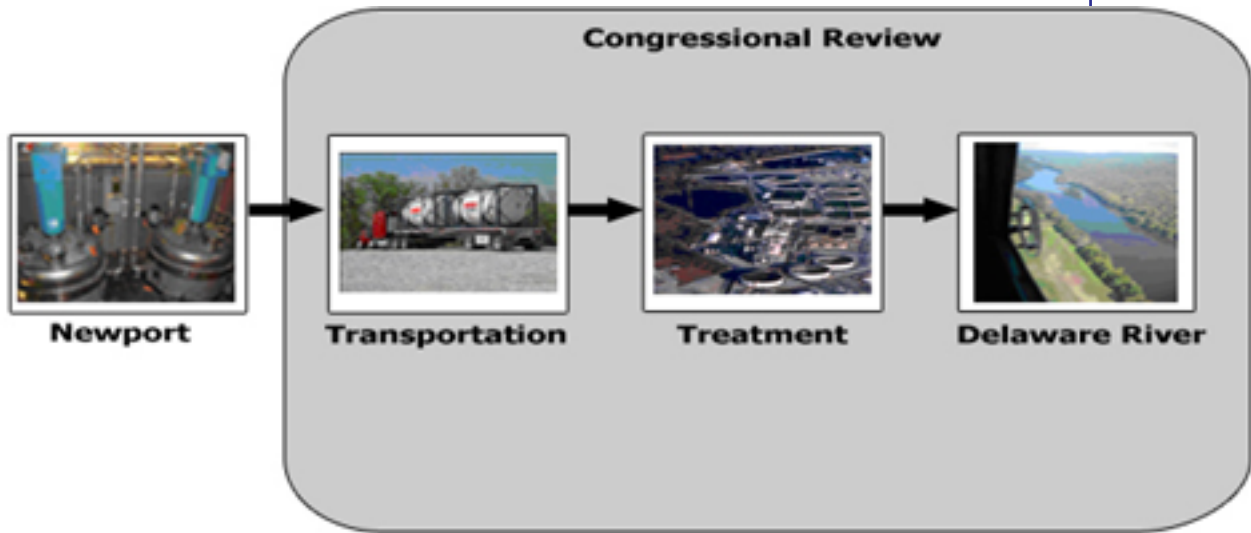 Congressional Review
Newport
Transportation
Treatment
Delaware River